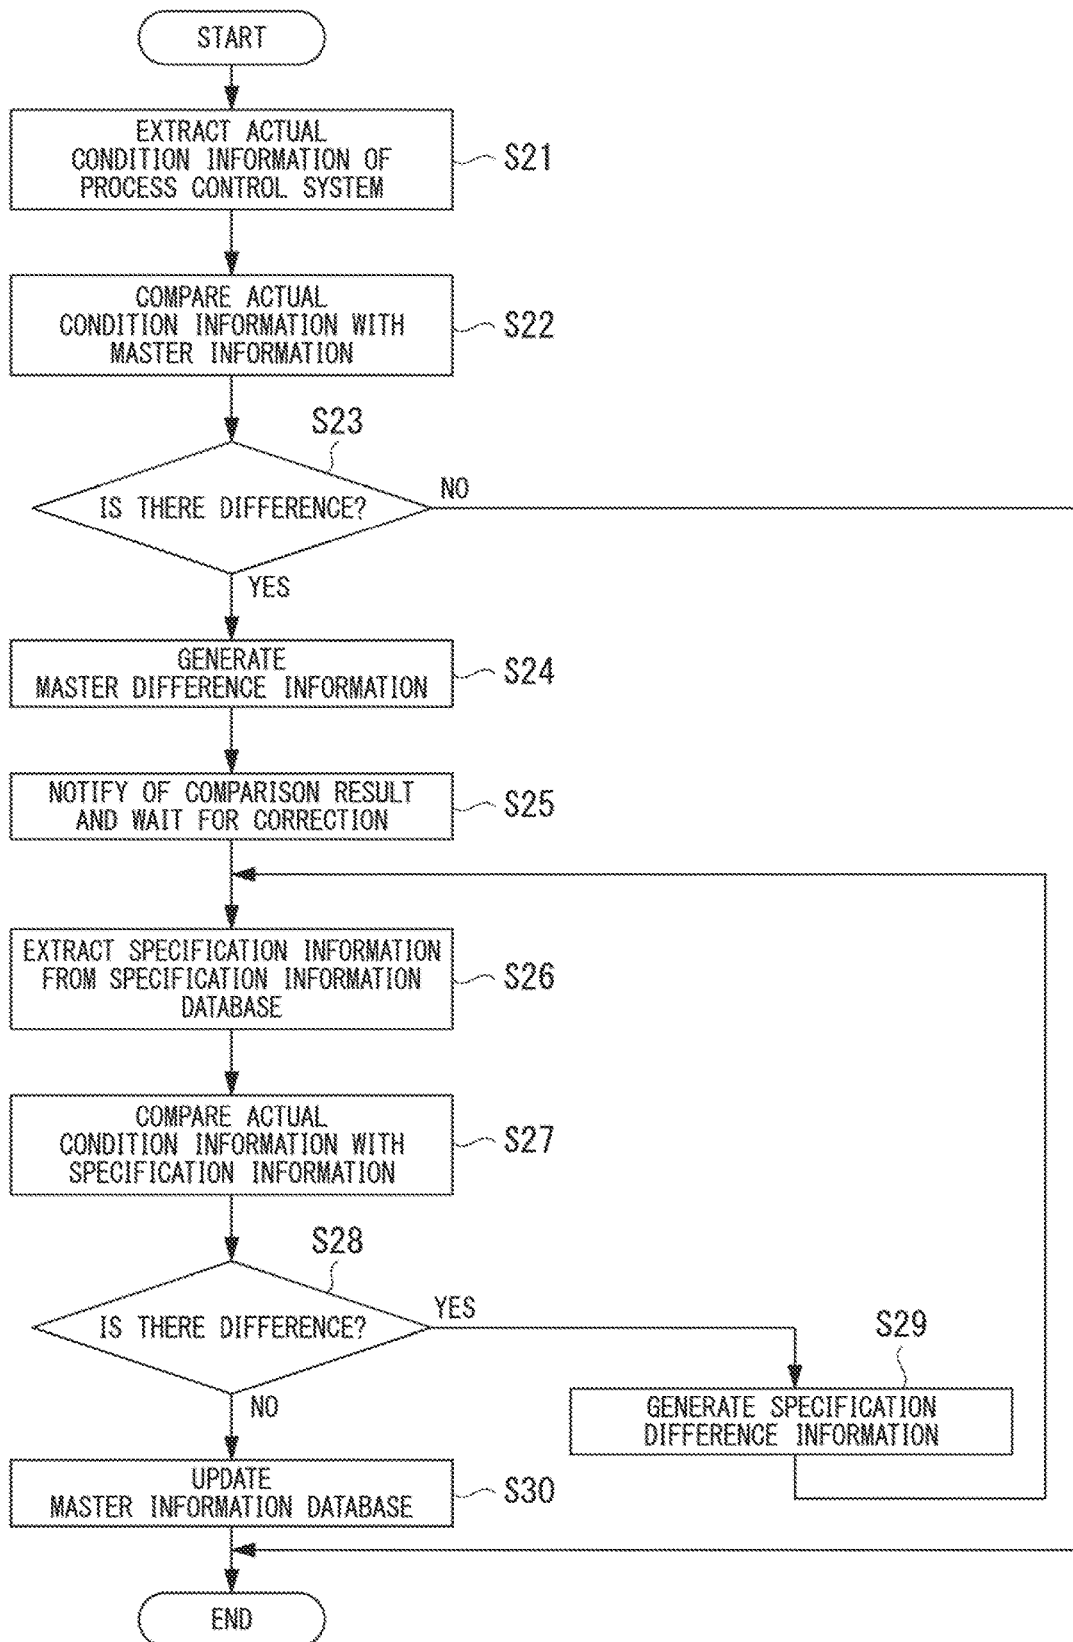 START
EXTRACT ACTUAL
CONDITION INFORMATION OF
PROCESS CONTROL SYSTEM
S21
COMPARE ACTUAL
CONDITION INFORMATION WITH
MASTER INFORMATION
S22
S23
IS THERE DIFFERENCE?
NO
YES
GENERATE
MASTER DIFFERENCE INFORMATION
S24
NOTIFY OF COMPARISON RESULT
AND WAIT FOR CORRECTION
S25
EXTRACT SPECIFICATION INFORMATION
FROM SPECIFICATION INFORMATION
DATABASE
S26
COMPARE ACTUAL
CONDITION INFORMATION WITH
SPECIFICATION INFORMATION
S27
S28
IS THERE DIFFERENCE?
YES
NO
S29
GENERATE SPECIFICATION
DIFFERENCE INFORMATION
UPDATE
MASTER INFORMATION DATABASE
S30
END